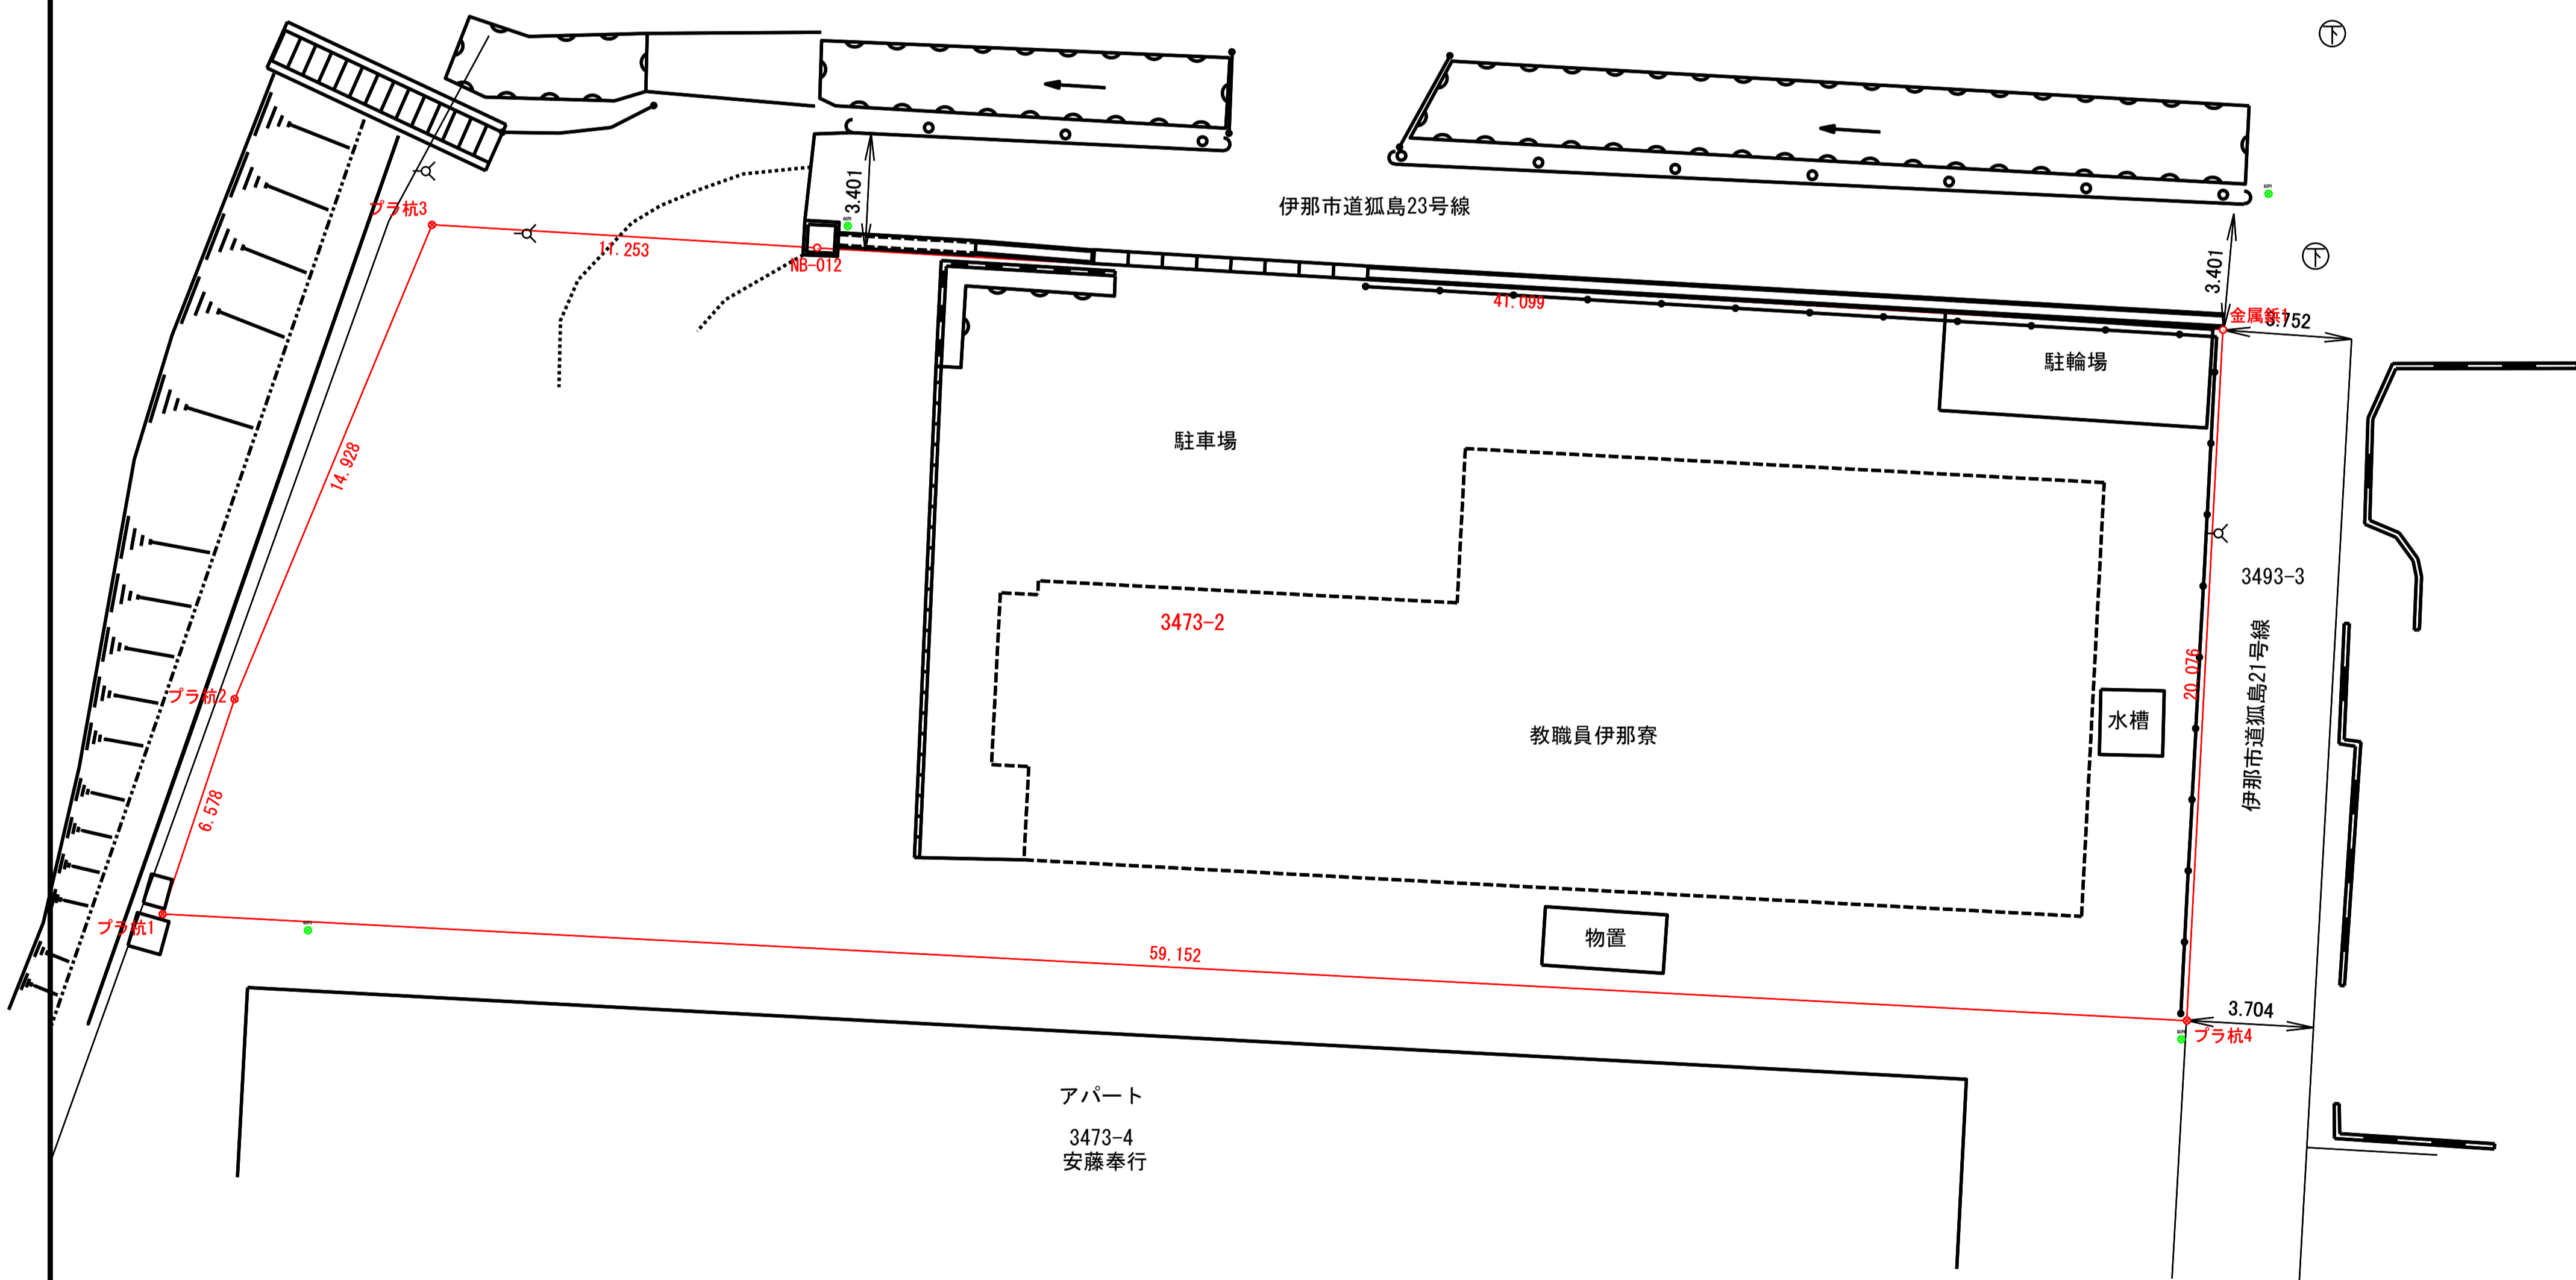 下
プラ杭3
3.401
伊那市道狐島23号線
11.253
NB-012
下
3.401
41.099
金属鋲1
3.752
駐輪場
駐車場
14.928
3493-3
3473-2
伊那市道狐島21号線
20.076
プラ杭2
水槽
教職員伊那寮
6.578
プラ杭1
物置
59.152
3.704
プラ杭4
アパート
3473-4
安藤奉行